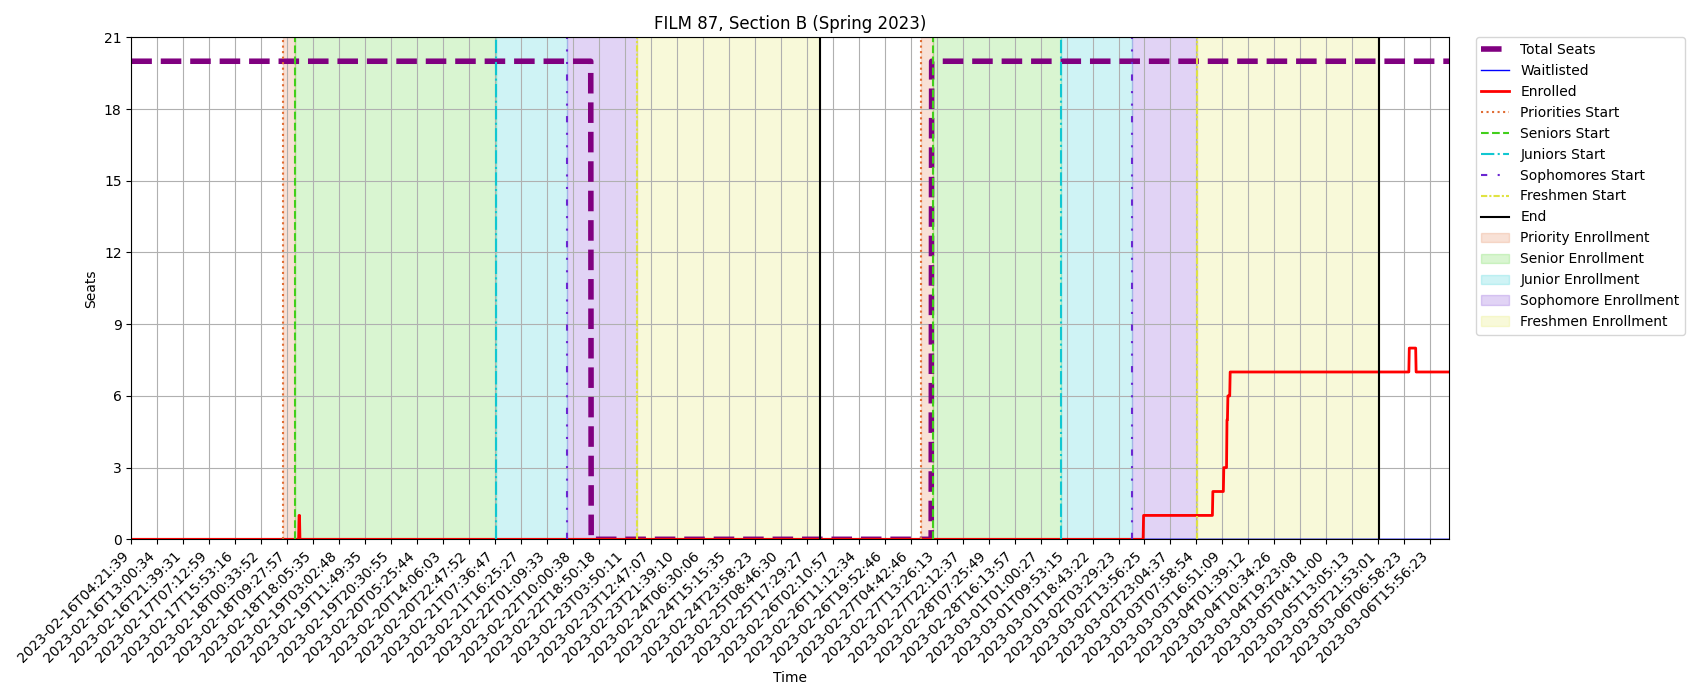 FILM 87, Section B (Spring 2023)
Seats
21
18
15
12
9
6
3
0
2023-02-16T04:21:39
2023-02-16T13:00:34
2023-02-16T21:39:31
2023-02-17T07:12:59
2023-02-17T15:53:16
2023-02-18T00:33:52
2023-02-18T09:27:57
2023-02-18T18:05:35
2023-02-19T03:02:48
2023-02-19T11:49:35
2023-02-19T20:30:55
2023-02-20T05:25:44
2023-02-20T14:06:03
2023-02-20T22:47:52
2023-02-21T07:36:47
2023-02-21T16:25:27
2023-02-22T01:09:33
2023-02-22T10:00:38
2023-02-22T18:50:18
2023-02-23T03:50:11
2023-02-23T12:47:07
2023-02-23T21:39:10
2023-02-24T06:30:06
2023-02-24T15:15:35
2023-02-24T23:58:23
2023-02-25T08:46:30
2023-02-25T17:29:27
2023-02-26T02:10:57
2023-02-26T11:12:34
2023-02-26T19:52:46
2023-02-27T04:42:46
2023-02-27T13:26:13
2023-02-27T22:12:37
2023-02-28T07:25:49
2023-02-28T16:13:57
2023-03-01T01:00:27
2023-03-01T09:53:15
2023-03-01T18:43:22
2023-03-02T03:29:23
2023-03-02T13:56:25
2023-03-02T23:04:37
2023-03-03T07:58:54
2023-03-03T16:51:09
2023-03-04T01:39:12
2023-03-04T10:34:26
2023-03-04T19:23:08
2023-03-05T04:11:00
2023-03-05T13:05:13
2023-03-05T21:53:01
2023-03-06T06:58:23
2023-03-06T15:56:23
Time
Total Seats
Waitlisted
Enrolled
Priorities Start
Seniors Start
Juniors Start
Sophomores Start
Freshmen Start
End
Priority Enrollment
Senior Enrollment
Junior Enrollment
Sophomore Enrollment
Freshmen Enrollment